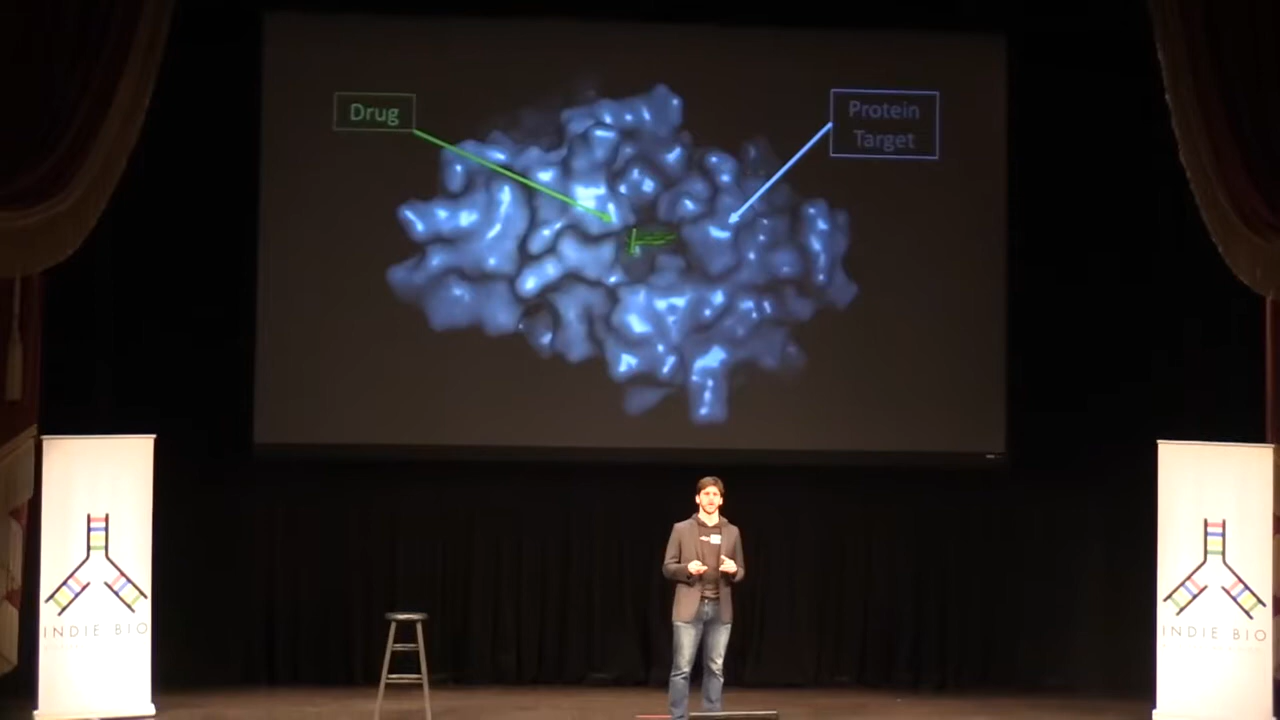 Drug
Protein
Target
INDIE BIO
INDIE BIO